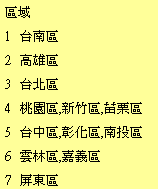 區域
1 台南區
2 高雄區
3 台北區
4 桃園區,新竹區,苗栗區
5 台中區,彰化區,南投區
6 雲林區,嘉義區
7 屏東區